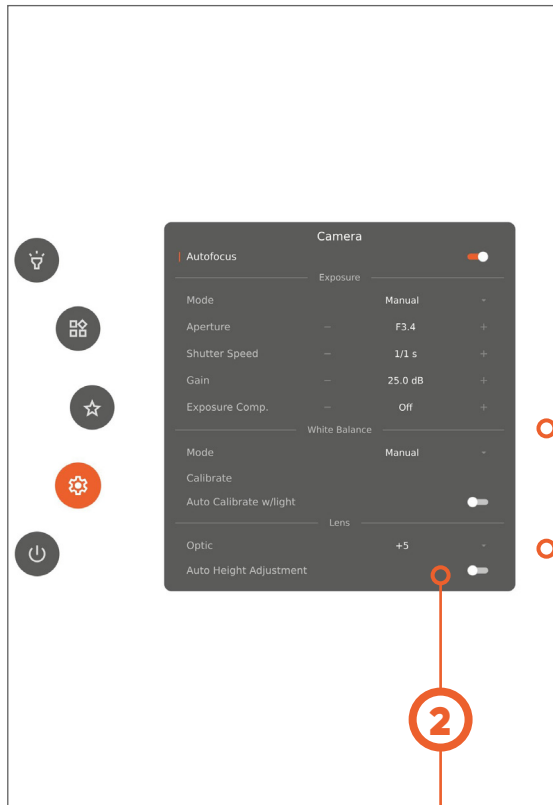 Camera
Autofocus
Exposure
Mode Manual
Aperture − F3.4 +
Shutter Speed − 1/1 s +
Gain − 25.0 dB +
Exposure Comp. − Off +
White Balance
Mode Manual
Calibrate
Auto Calibrate w/light
Lens
Optic +5
Auto Height Adjustment
2